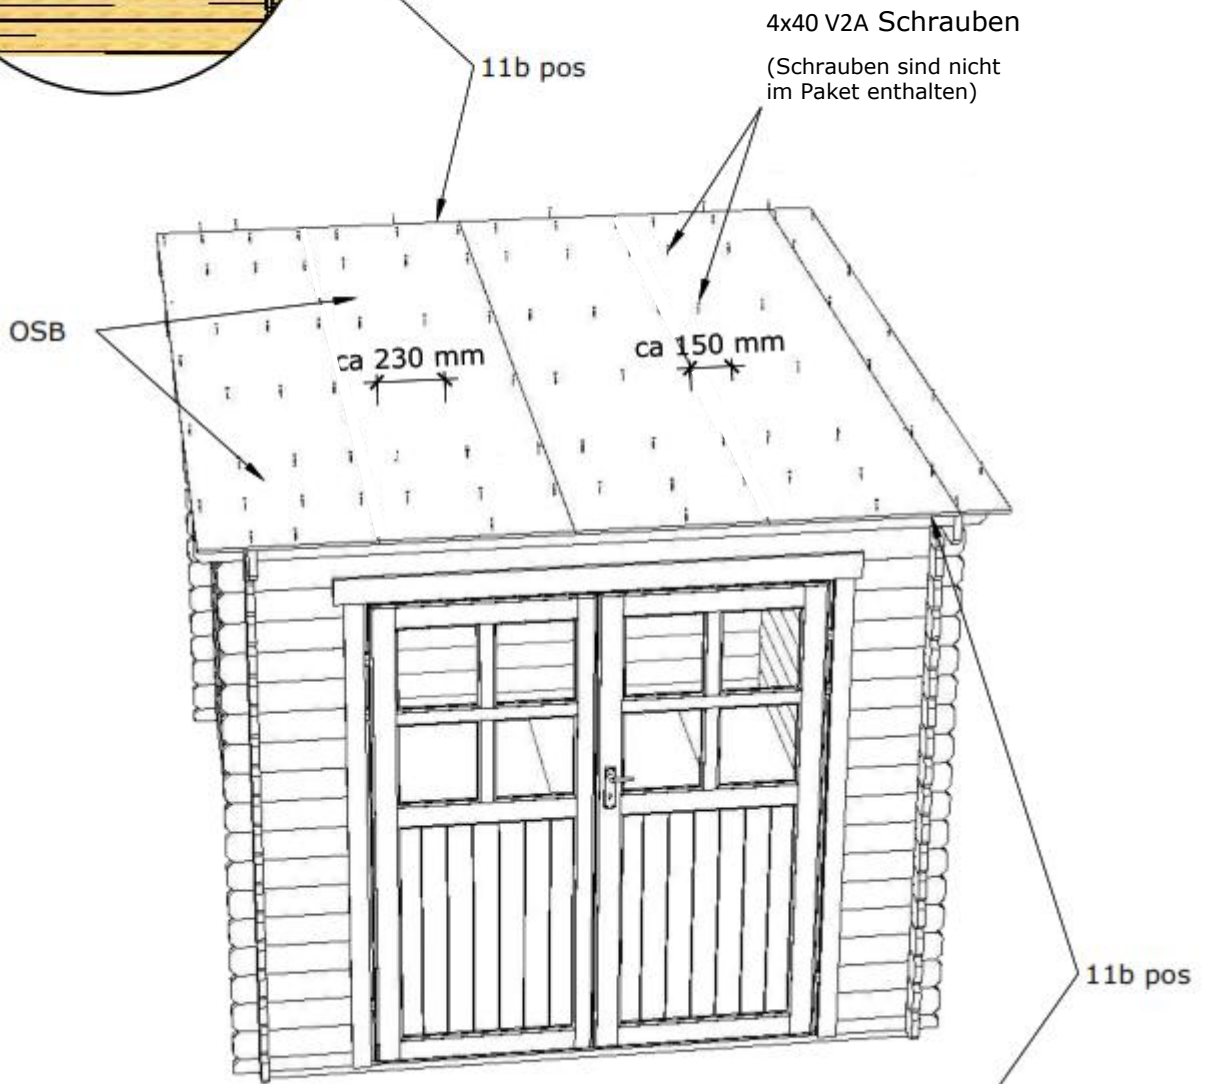 4x40 V2A Schrauben
(Schrauben sind nicht
im Paket enthalten)
11b pos
OSB
ca 230 mm
ca 150 mm
11b pos